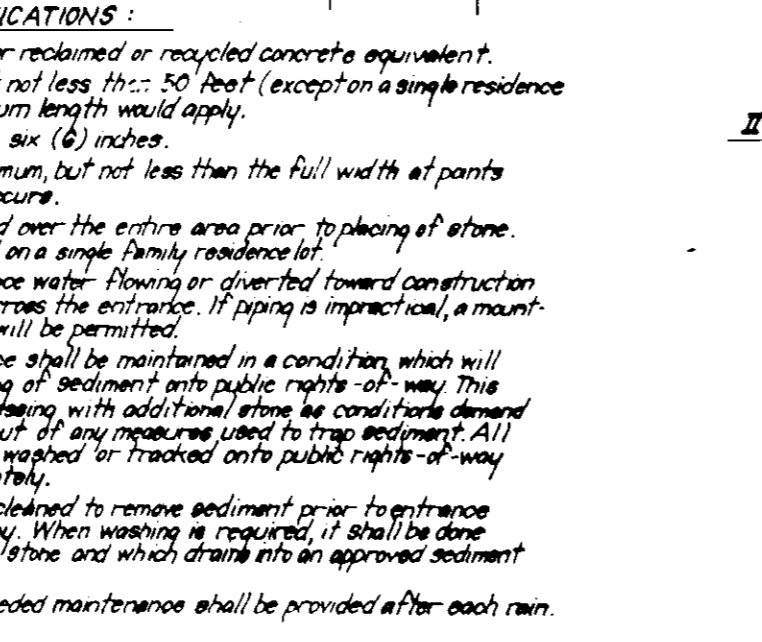 ICATIONS :
or reclaimed or recycled concrete equivalent.
not less than 50 feet (except on a single residence
um length would apply.
six (6) inches.
mum, but not less than the full width at points
ccurs.
d over the entire area prior to placing of stone.
on a single family residence lot.
ce water flowing or diverted toward construction
cross the entrance. If piping is impractical, a mount-
will be permitted.
ce shall be maintained in a condition, which will
ng of sediment onto public rights-of-way. This
essing with additional stone as conditions demand
ut of any measures used to trap sediment. All
washed or tracked onto public rights-of-way
tely.
cleaned to remove sediment prior to entrance
y. When washing is required, it shall be done
stone and which drains into an approved sediment
eeded maintenance shall be provided after each rain.
II